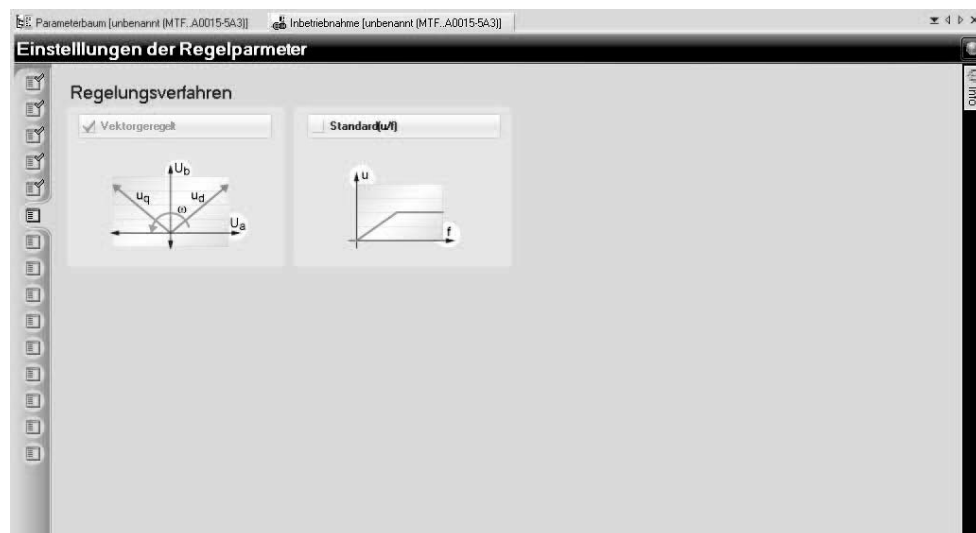 Parameterbaum [unbenannt (MTF..A0015-5A3)] Inbetriebnahme [unbenannt (MTF..A0015-5A3)]
Einstelllungen der Regelparmeter
Info
Regelungsverfahren
Vektorgeregelt Standard(u/f)
Ub
uq ud
ω
Ua
u
f